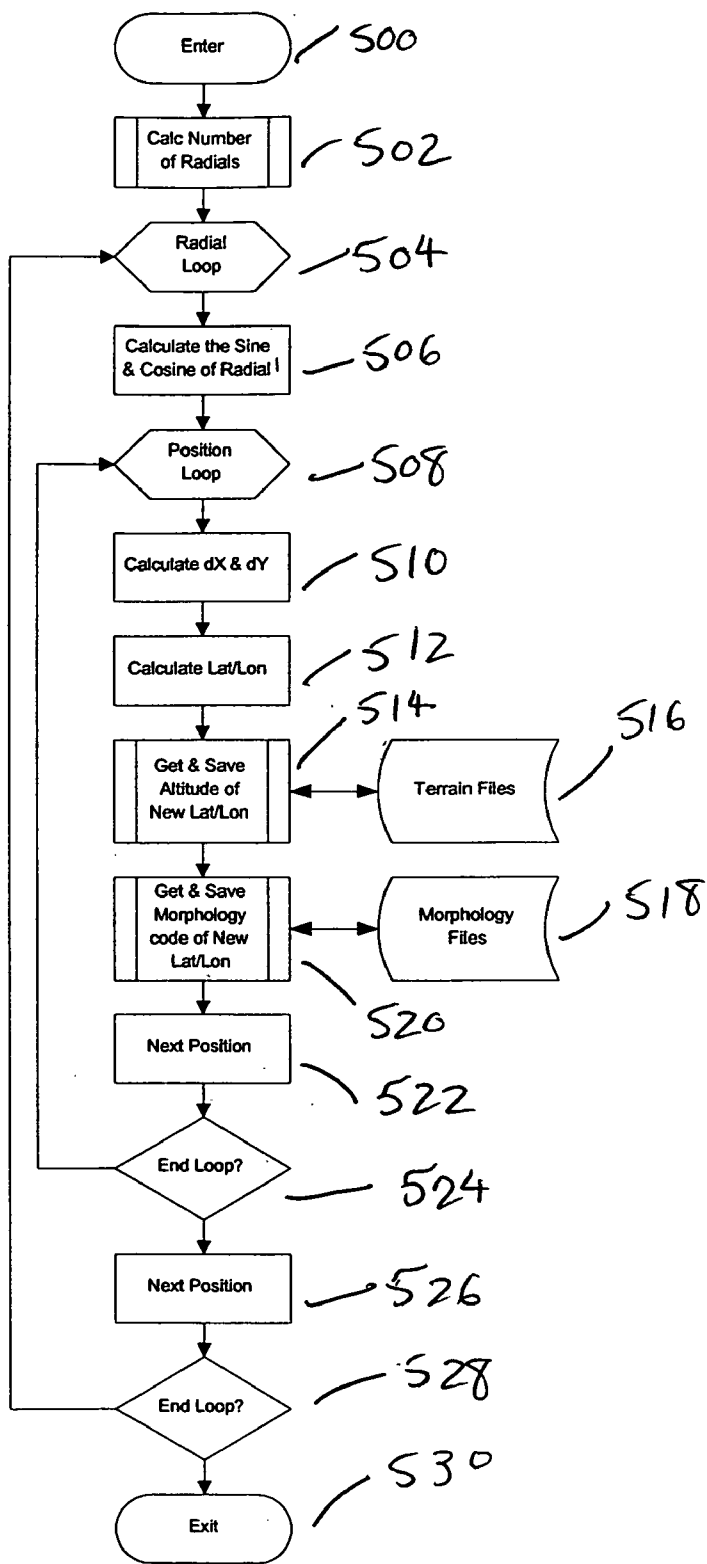 Enter
500
Calc Number
of Radials
502
Radial
Loop
504
Calculate the Sine
& Cosine of Radial
506
Position
Loop
508
Calculate dX & dY
510
Calculate Lat/Lon
512
514
Get & Save
Altitude of
New Lat/Lon
Terrain Files
516
Get & Save
Morphology
code of New
Lat/Lon
Morphology
Files
518
520
Next Position
522
End Loop?
524
Next Position
526
End Loop?
528
Exit
530